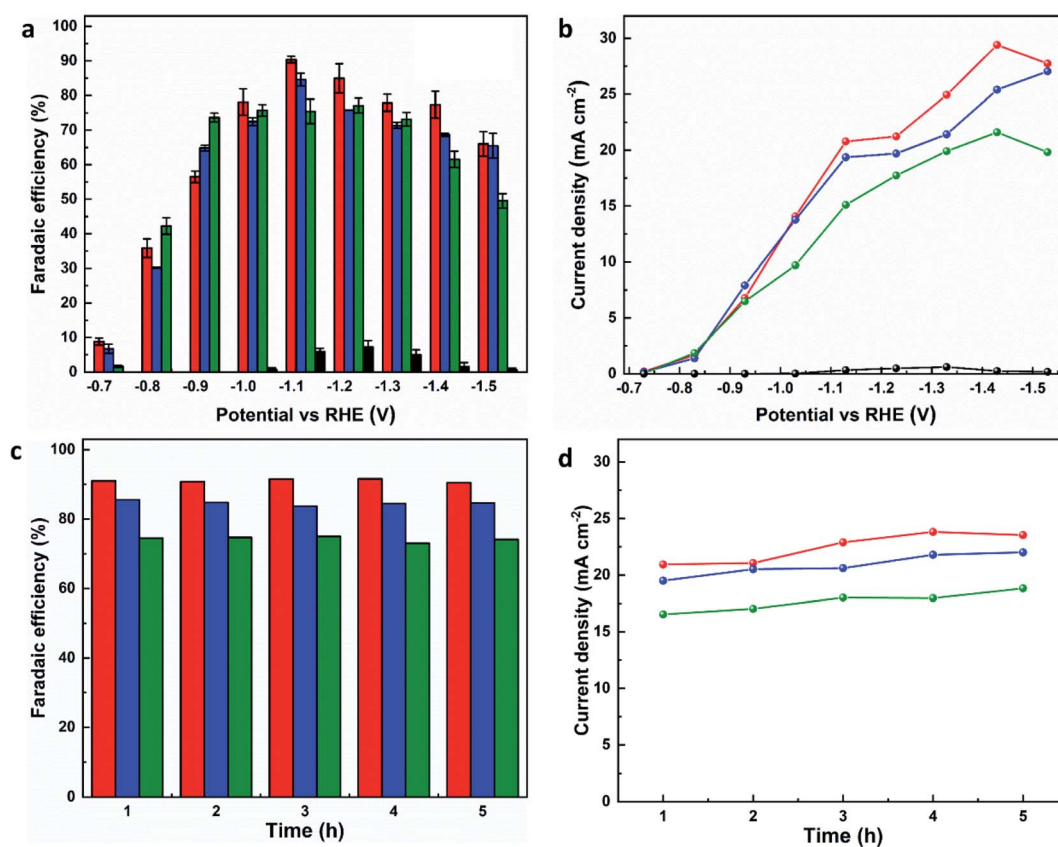 a
Faradaic efficiency (%)
100
90
80
70
60
50
40
30
20
10
0
-0.7 -0.8 -0.9 -1.0 -1.1 -1.2 -1.3 -1.4 -1.5
Potential vs RHE (V)
b
Current density (mA cm⁻²)
30
25
20
15
10
5
0
-0.7 -0.8 -0.9 -1.0 -1.1 -1.2 -1.3 -1.4 -1.5
Potential vs RHE (V)
c
Faradaic efficiency (%)
100
80
60
40
20
0
1 2 3 4 5
Time (h)
d
Current density (mA cm⁻²)
30
25
20
15
10
5
0
1 2 3 4 5
Time (h)